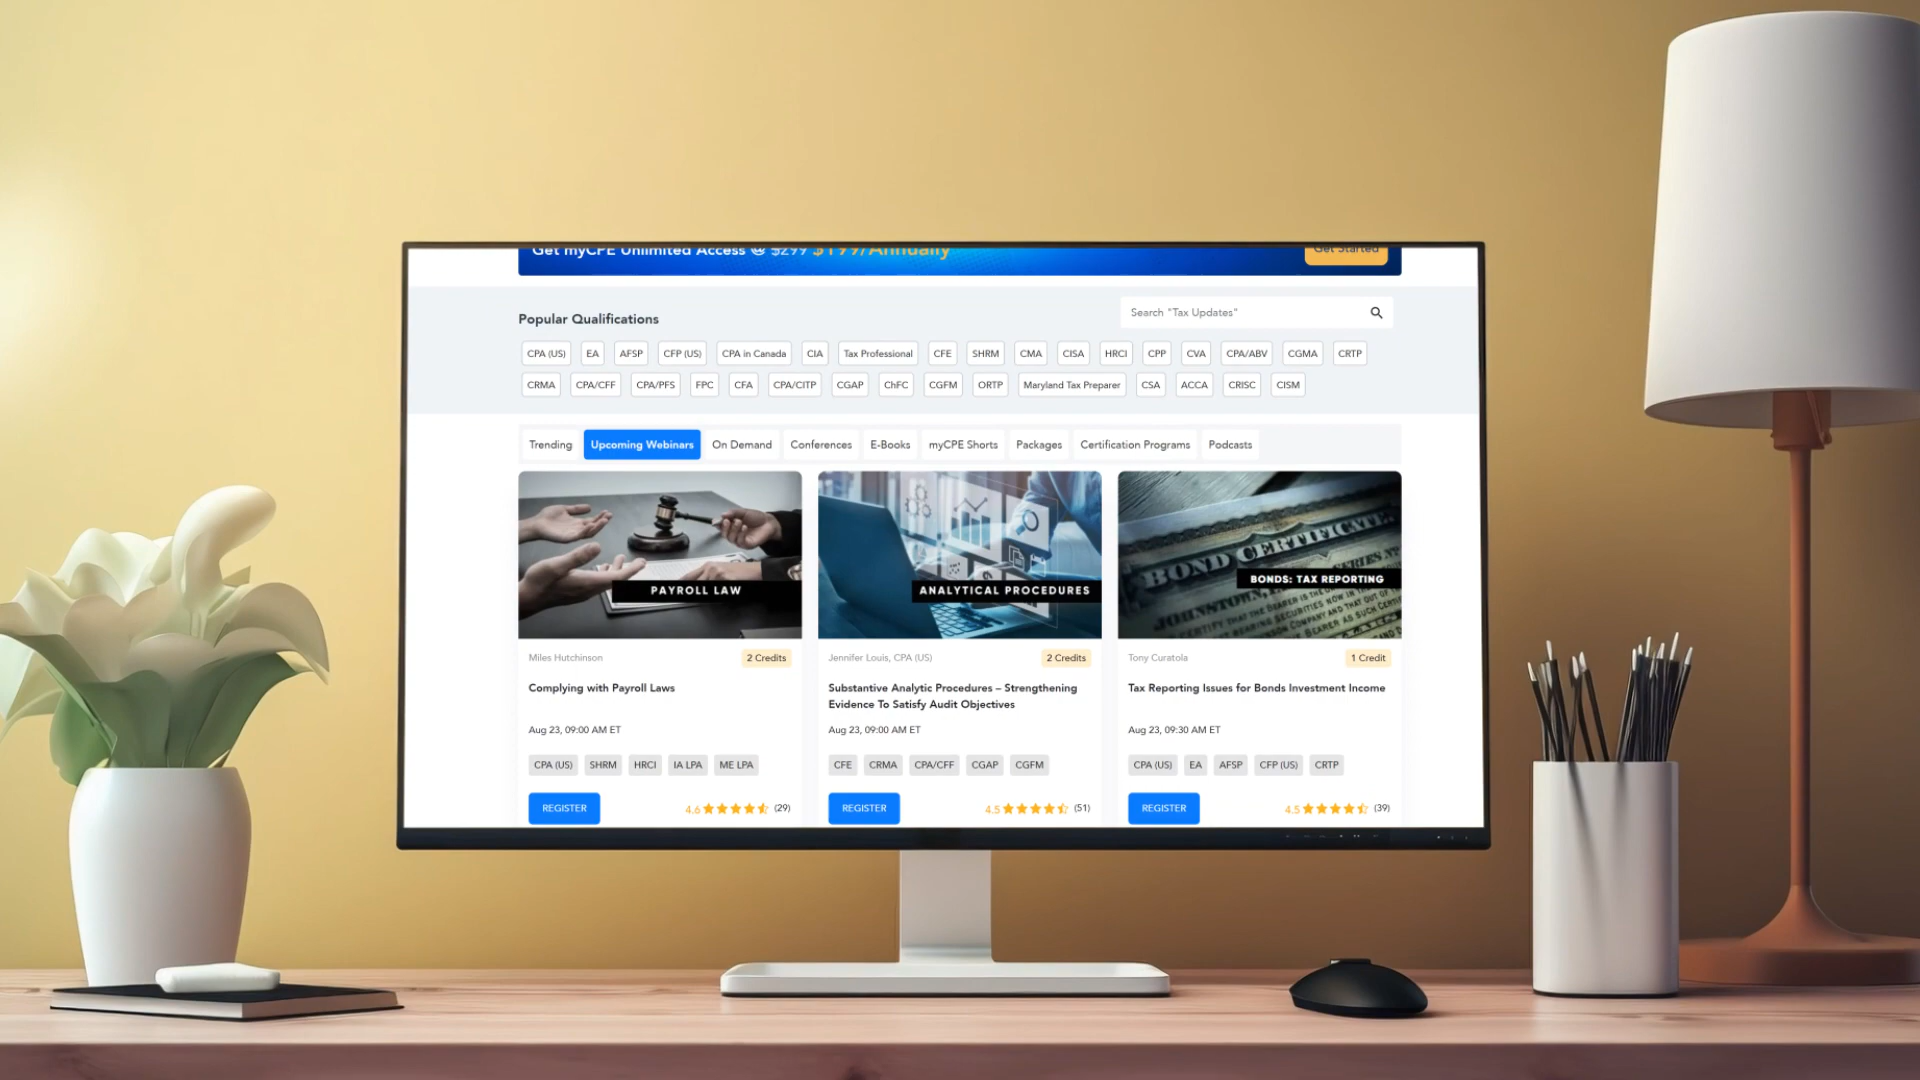 Get myCPE Unlimited Access @ $299 $199/Annually
Get Started
Popular Qualifications
Search "Tax Updates"
CPA (US) EA AFSP CFP (US) CPA in Canada CIA Tax Professional CFE SHRM CMA CISA HRCI CPP CVA CPA/ABV CGMA CRTP
CRMA CPA/CFF CPA/PFS FPC CFA CPA/CITP CGAP ChFC CGFM ORTP Maryland Tax Preparer CSA ACCA CRISC CISM
Trending Upcoming Webinars On Demand Conferences E-Books myCPE Shorts Packages Certification Programs Podcasts
PAYROLL LAW
Miles Hutchinson 2 Credits
Complying with Payroll Laws
Aug 23, 09:00 AM ET
CPA (US) SHRM HRCI IA LPA ME LPA
REGISTER 4.6 (29)
ANALYTICAL PROCEDURES
Jennifer Louis, CPA (US) 2 Credits
Substantive Analytic Procedures – Strengthening
Evidence To Satisfy Audit Objectives
Aug 23, 09:00 AM ET
CFE CRMA CPA/CFF CGAP CGFM
REGISTER 4.5 (51)
BOND CERTIFICATE
BONDS: TAX REPORTING
Tony Curatola 1 Credit
Tax Reporting Issues for Bonds Investment Income
Aug 23, 09:30 AM ET
CPA (US) EA AFSP CFP (US) CRTP
REGISTER 4.5 (39)